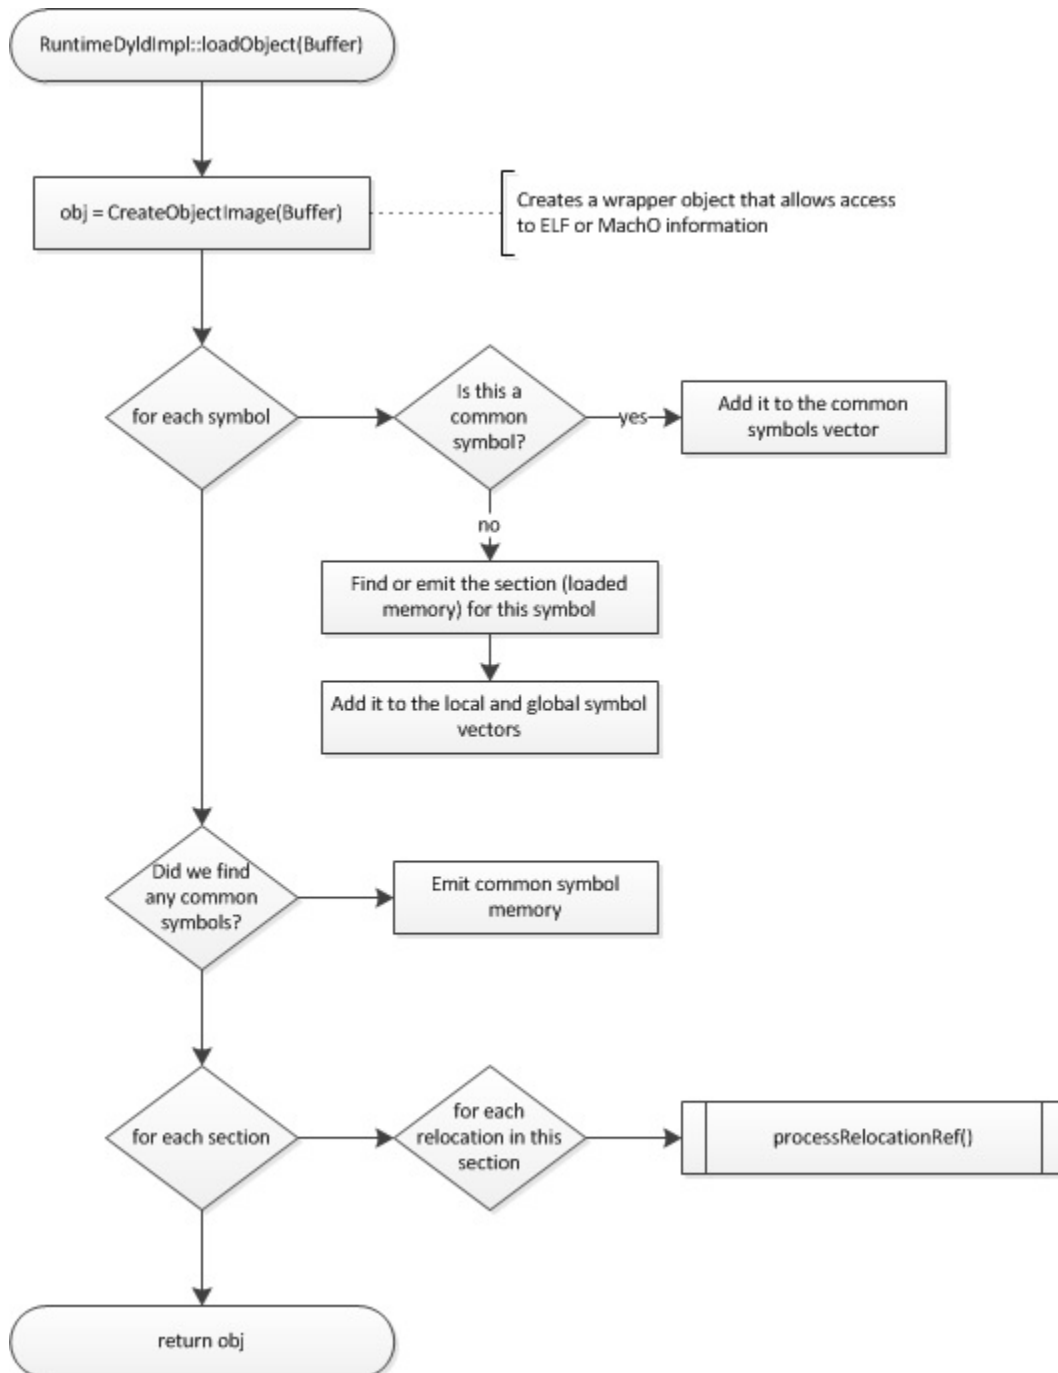 RuntimeDyldImpl::loadObject(Buffer)
obj = CreateObjectImage(Buffer)
Creates a wrapper object that allows access
to ELF or MachO information
for each symbol
Is this a
common
symbol?
yes
Add it to the common
symbols vector
no
Find or emit the section (loaded
memory) for this symbol
Add it to the local and global symbol
vectors
Did we find
any common
symbols?
Emit common symbol
memory
for each section
for each
relocation in this
section
processRelocationRef()
return obj